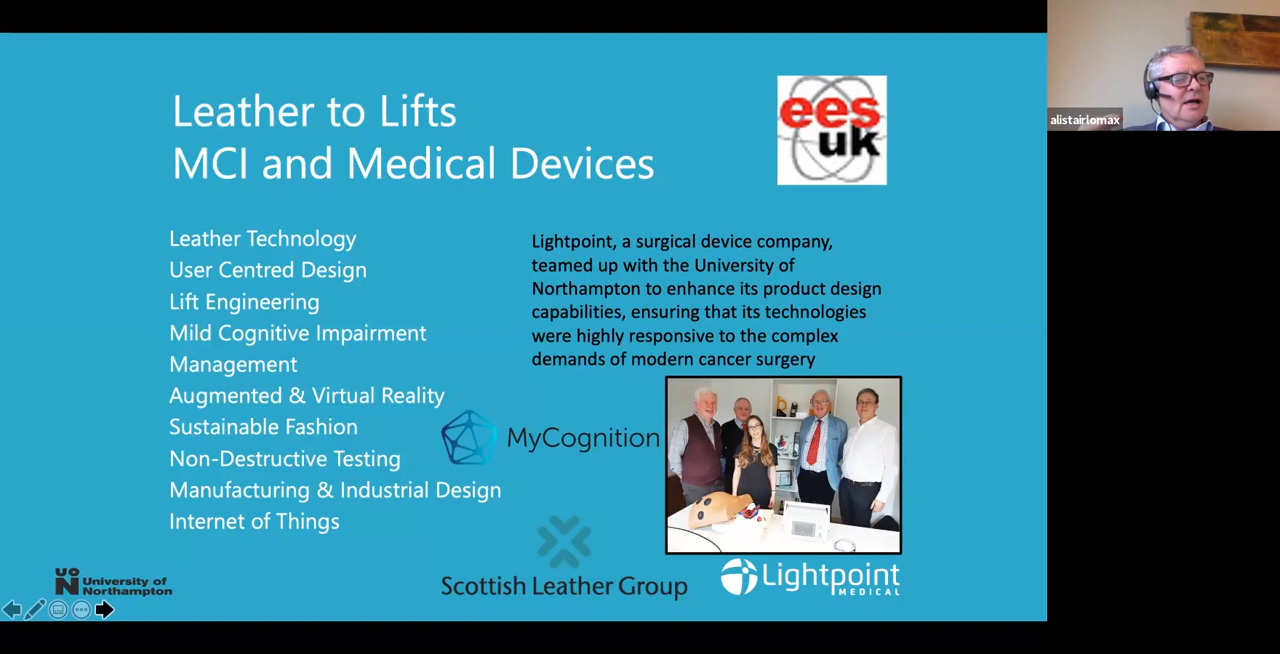 Leather to Lifts
MCI and Medical Devices
ees
uk
alistairlomax
Leather Technology
User Centred Design
Lift Engineering
Mild Cognitive Impairment
Management
Augmented & Virtual Reality
Sustainable Fashion
Non-Destructive Testing
Manufacturing & Industrial Design
Internet of Things
Lightpoint, a surgical device company,
teamed up with the University of
Northampton to enhance its product design
capabilities, ensuring that its technologies
were highly responsive to the complex
demands of modern cancer surgery
MyCognition
Scottish Leather Group
Lightpoint
MEDICAL
UO
N University of
Northampton